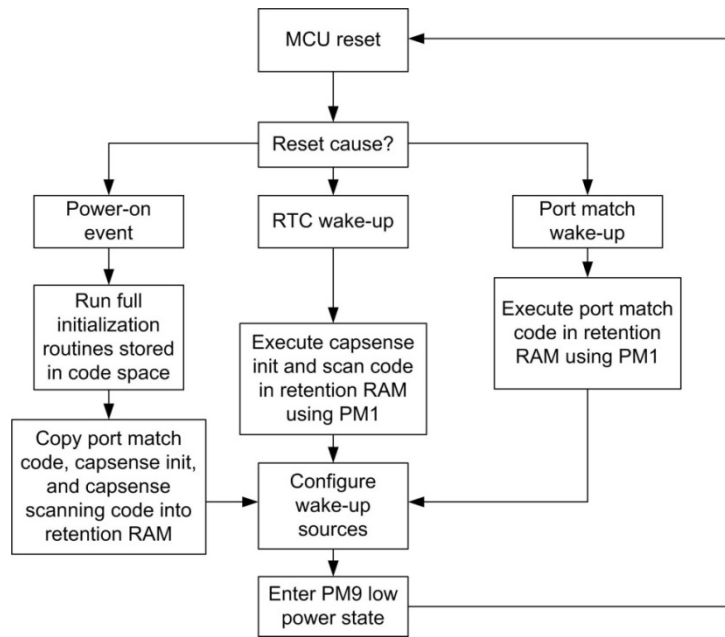 MCU reset
Reset cause?
Power-on
event
RTC wake-up
Port match
wake-up
Run full
initialization
routines stored
in code space
Execute capsense
init and scan code
in retention RAM
using PM1
Execute port match
code in retention
RAM using PM1
Copy port match
code, capsense init,
and capsense
scanning code into
retention RAM
Configure
wake-up
sources
Enter PM9 low
power state